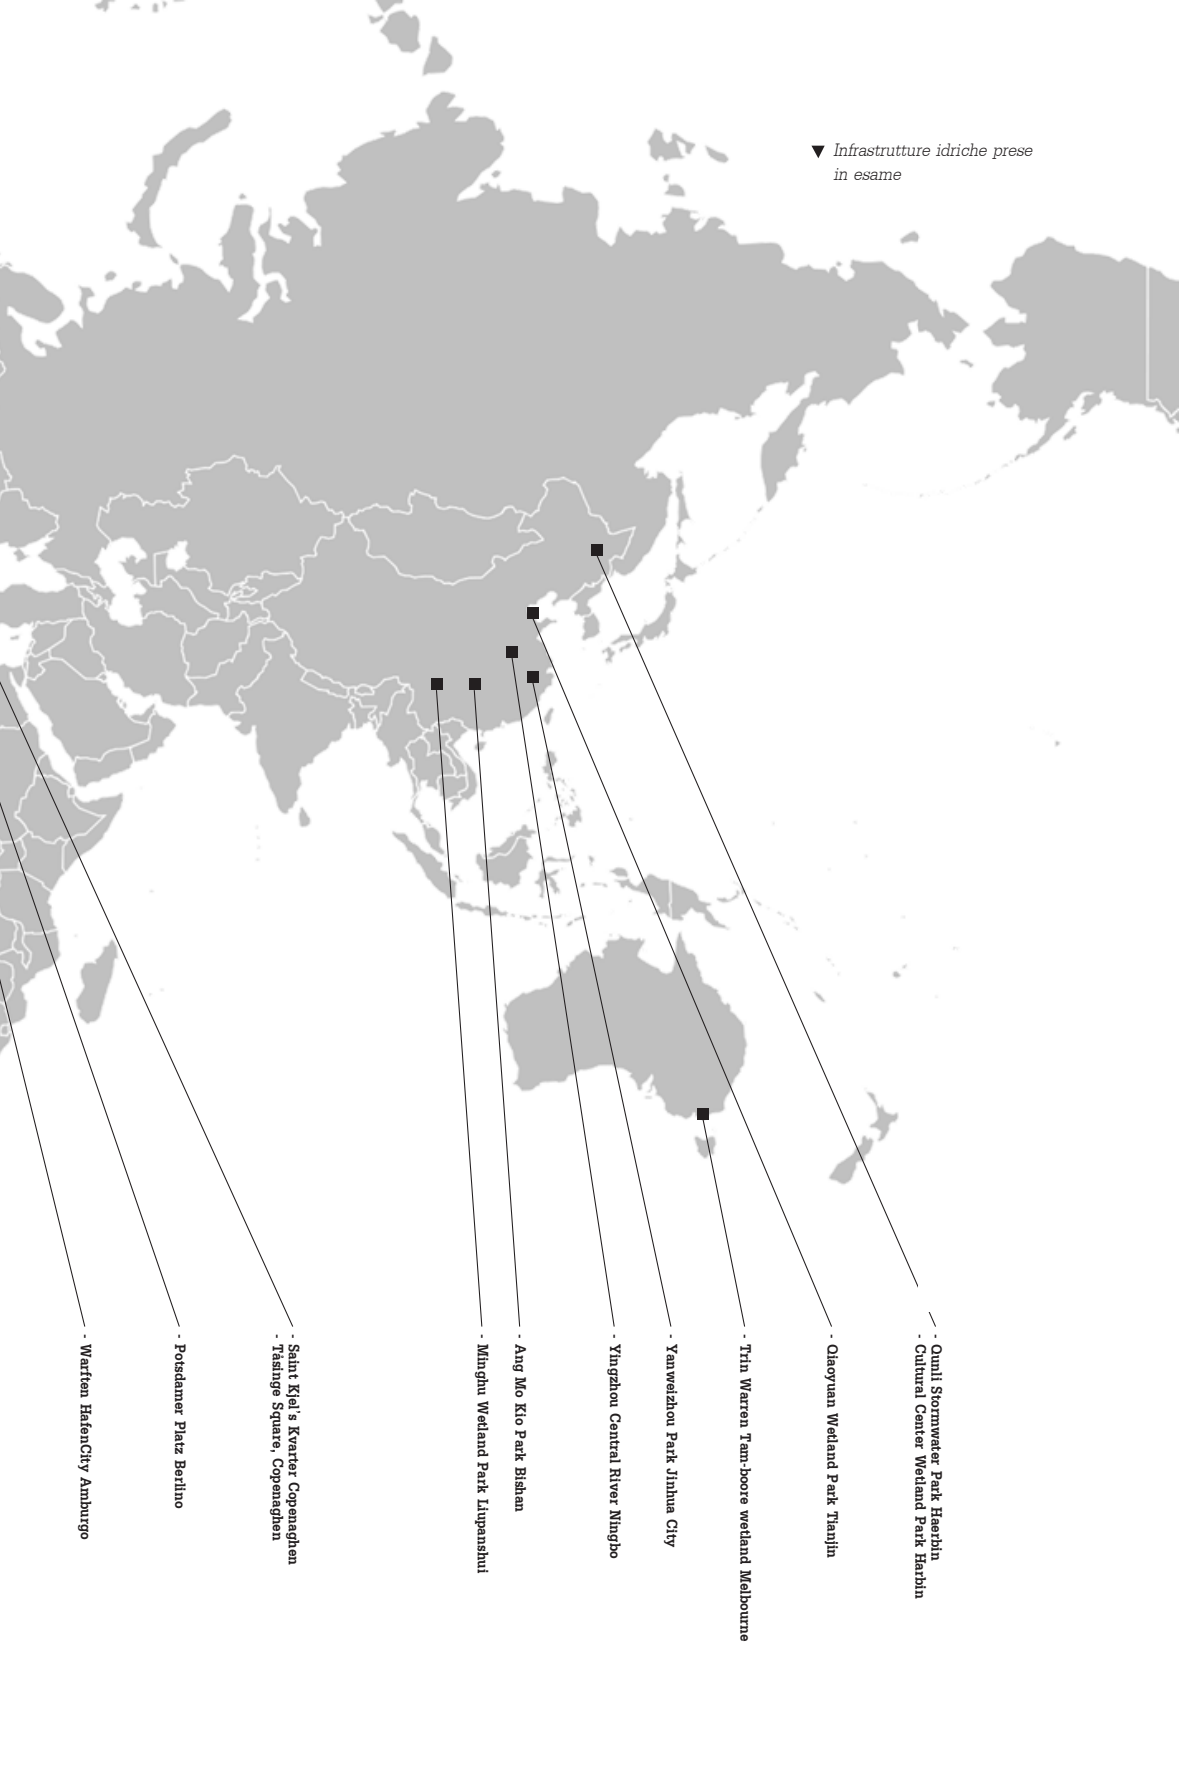 ▼ Infrastrutture idriche prese
in esame
- Warften HafenCity Amburgo
- Potsdamer Platz Berlino
- Saint Kjel's Kvarter Copenaghen
- Tåsinge Square, Copenaghen
- Minghu Wetland Park Liupanshui
- Ang Mo Kio Park Bishan
- Yingzhou Central River Ningbo
- Yanweizhou Park Jinhua City
- Trin Warren Tam-boore wetland Melbourne
- Qiaoyuan Wetland Park Tianjin
- Qunli Stormwater Park Haerbin
- Cultural Center Wetland Park Harbin